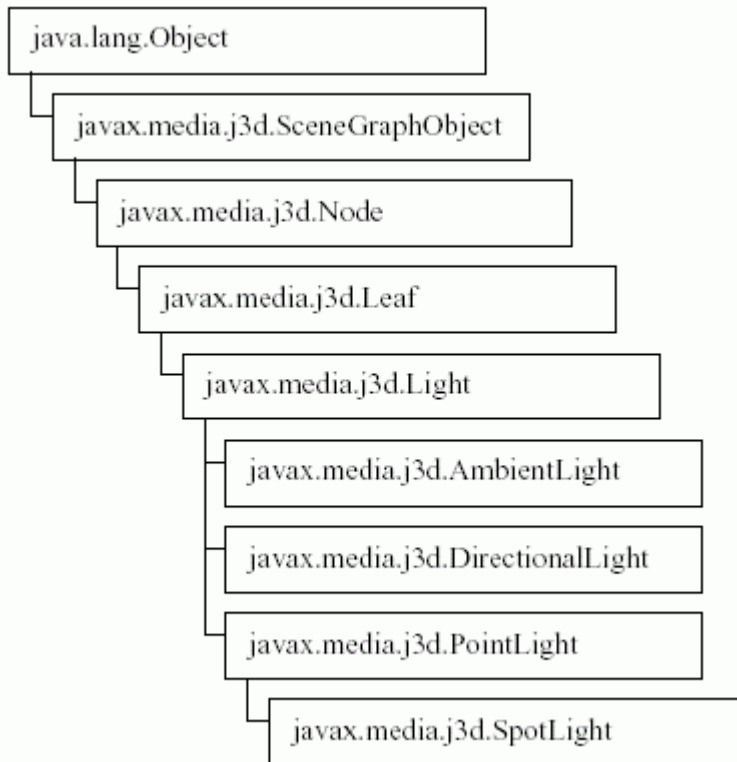 java.lang.Object
javax.media.j3d.SceneGraphObject
javax.media.j3d.Node
javax.media.j3d.Leaf
javax.media.j3d.Light
javax.media.j3d.AmbientLight
javax.media.j3d.DirectionalLight
javax.media.j3d.PointLight
javax.media.j3d.SpotLight